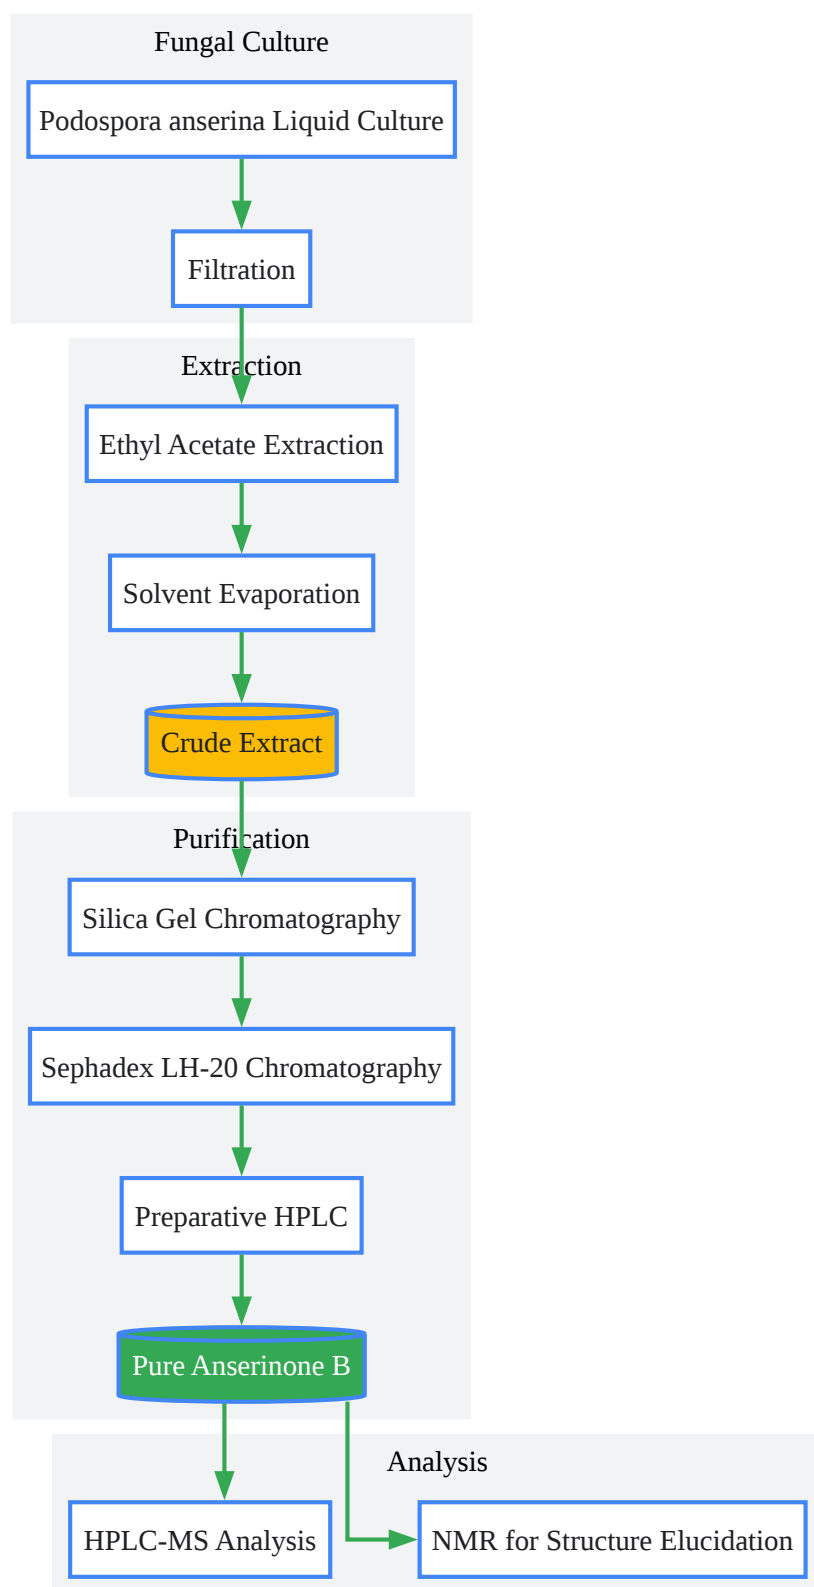 Fungal Culture
Podospora anserina Liquid Culture
Filtration
Extraction
Ethyl Acetate Extraction
Solvent Evaporation
Crude Extract
Purification
Silica Gel Chromatography
Sephadex LH-20 Chromatography
Preparative HPLC
Pure Anserinone B
Analysis
HPLC-MS Analysis
NMR for Structure Elucidation